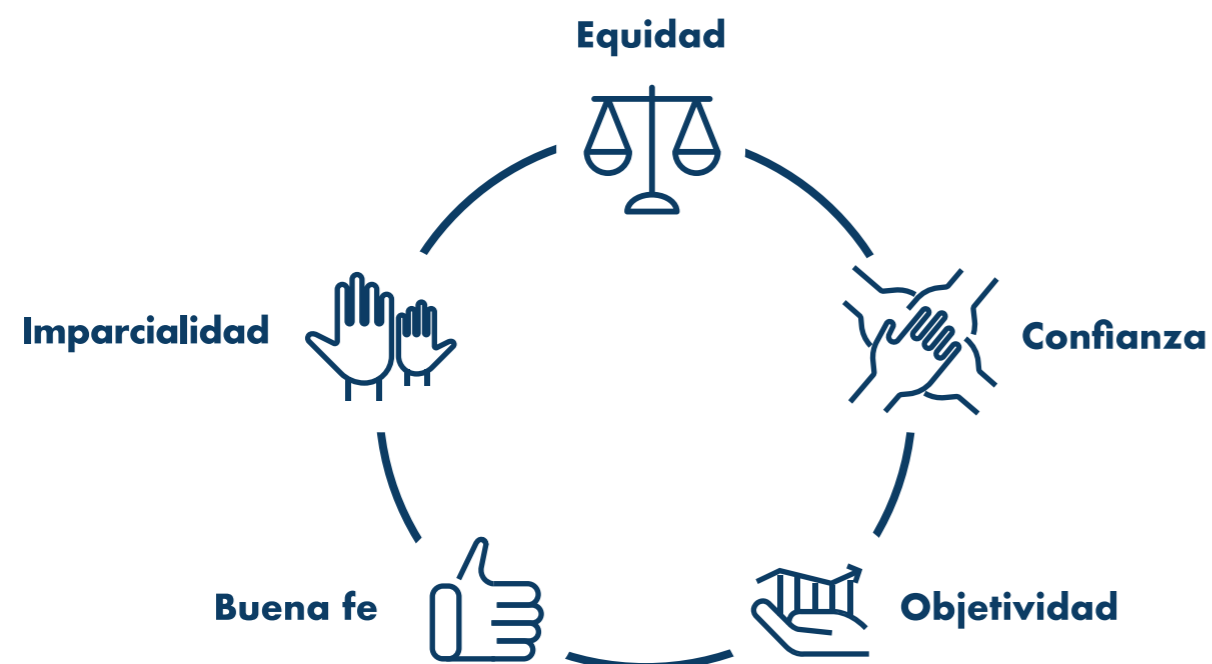 Equidad
Imparcialidad
Confianza
Buena fe
Objetividad